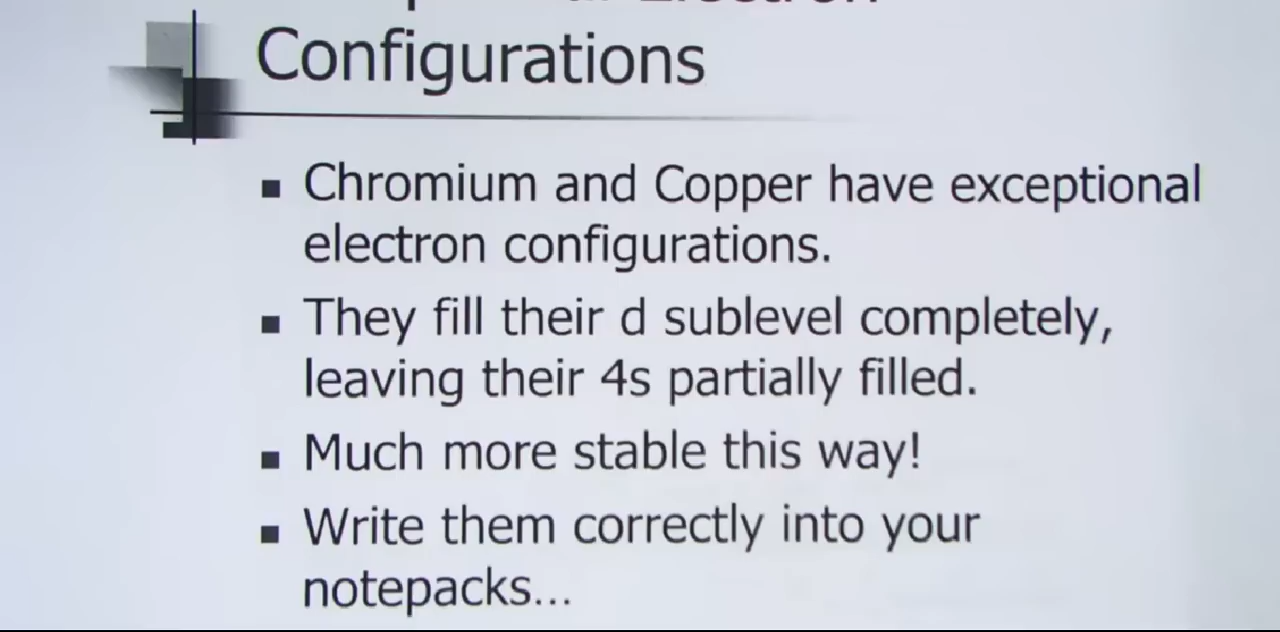 Configurations
▪ Chromium and Copper have exceptional
electron configurations.
▪ They fill their d sublevel completely,
leaving their 4s partially filled.
▪ Much more stable this way!
▪ Write them correctly into your
notepacks...